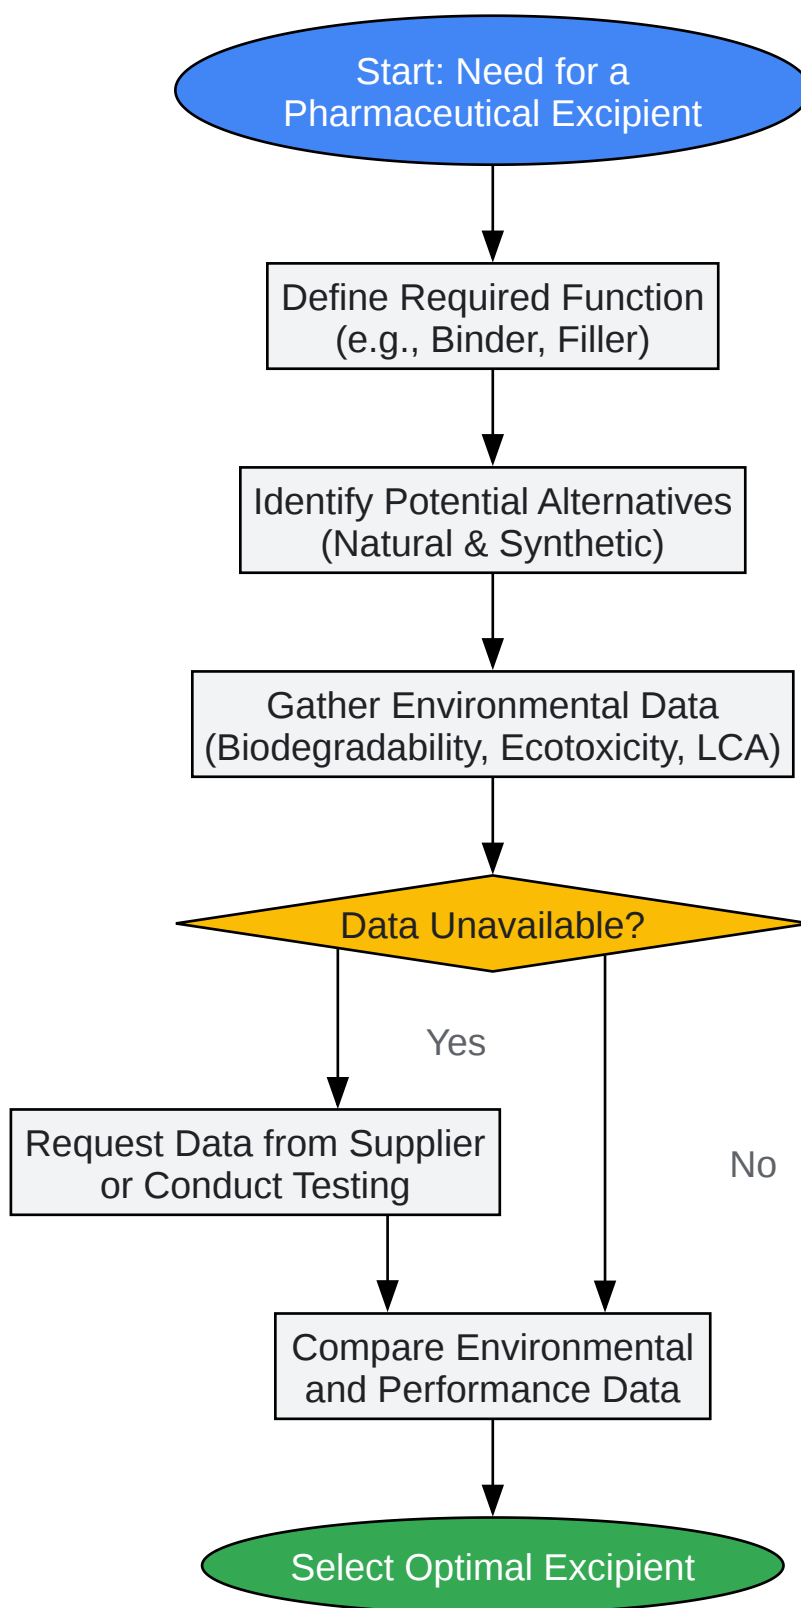 Start: Need for a
Pharmaceutical Excipient
Define Required Function
(e.g., Binder, Filler)
Identify Potential Alternatives
(Natural & Synthetic)
Gather Environmental Data
(Biodegradability, Ecotoxicity, LCA)
Data Unavailable?
Yes
Request Data from Supplier
or Conduct Testing
No
Compare Environmental
and Performance Data
Select Optimal Excipient